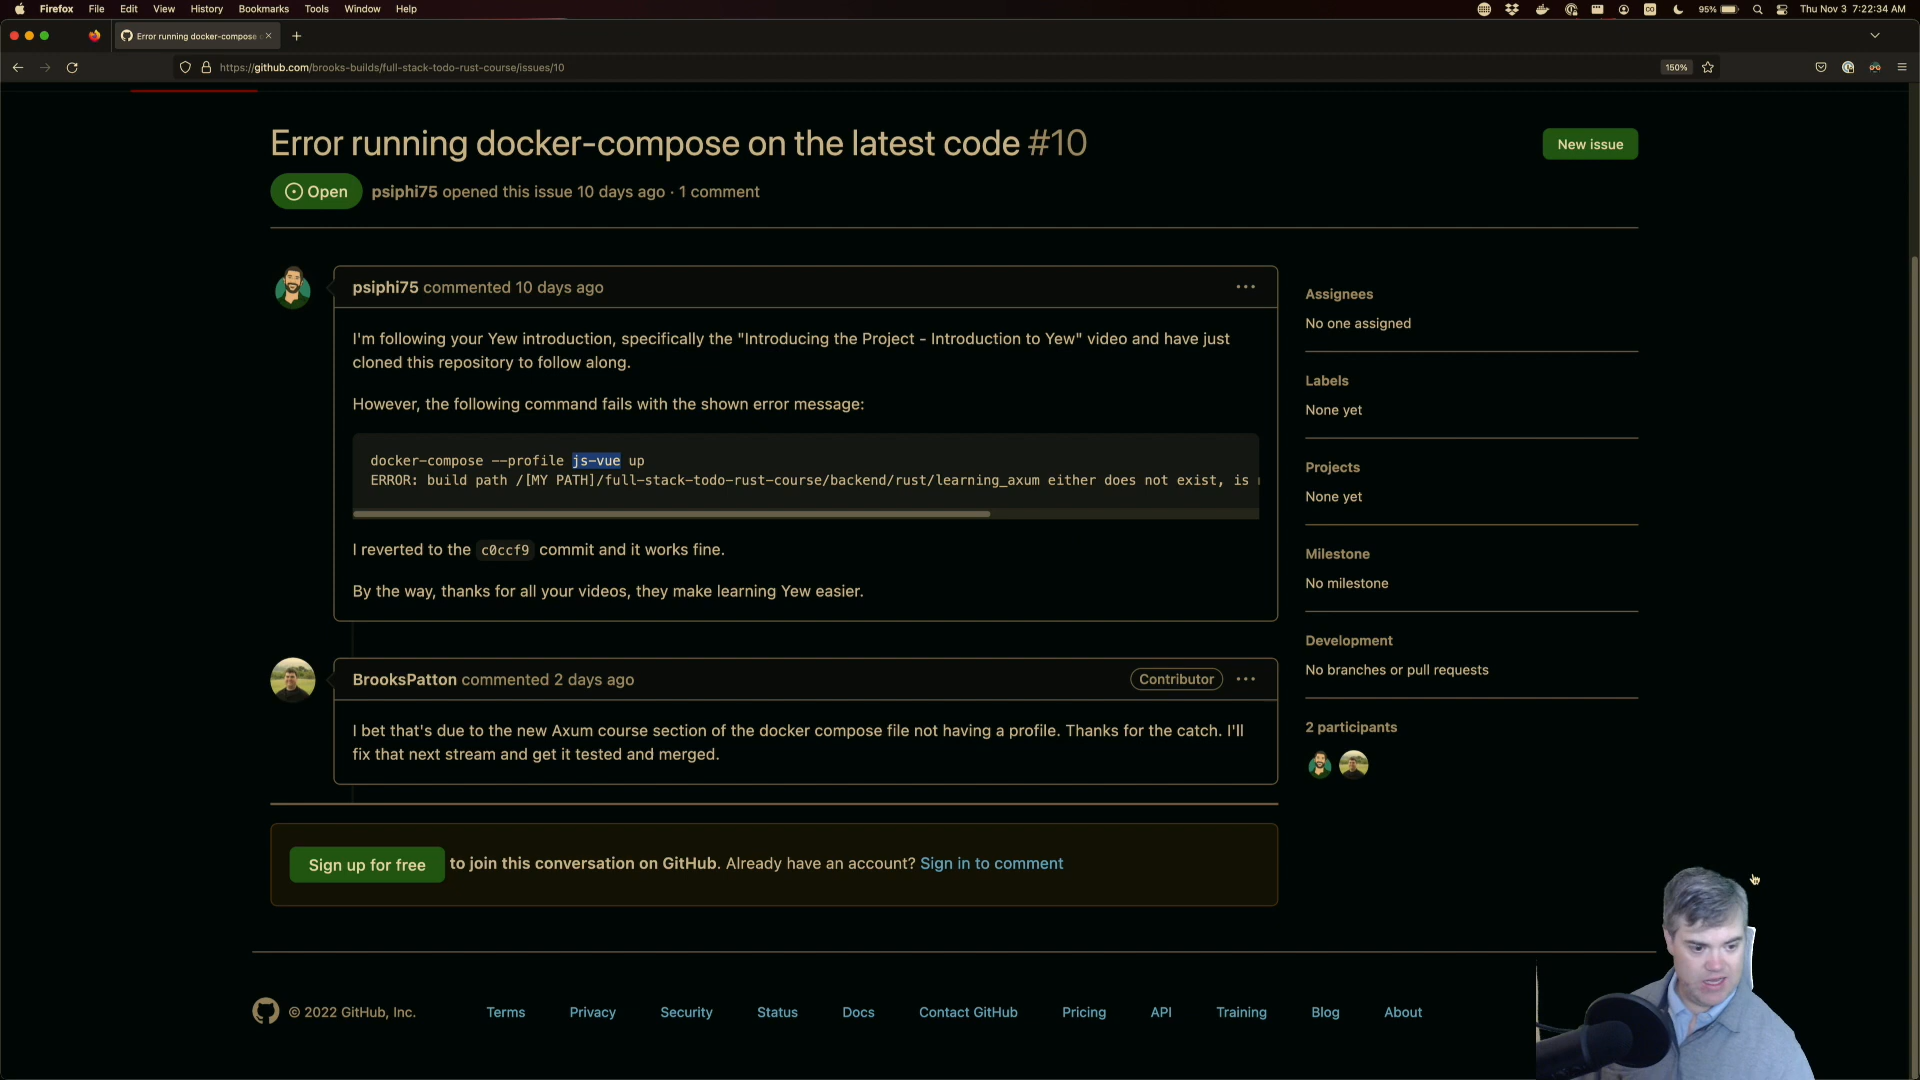 Firefox File Edit View History Bookmarks Tools Window Help 95% Thu Nov 3 7:22:34 AM
Error running docker-compose
https://github.com/brooks-builds/full-stack-todo-rust-course/issues/10 150%
Error running docker-compose on the latest code #10
New issue
Open psiphi75 opened this issue 10 days ago · 1 comment
psiphi75 commented 10 days ago
I'm following your Yew introduction, specifically the "Introducing the Project - Introduction to Yew" video and have just
cloned this repository to follow along.
However, the following command fails with the shown error message:
docker-compose --profile js-vue up
ERROR: build path /[MY PATH]/full-stack-todo-rust-course/backend/rust/learning_axum either does not exist, is
I reverted to the c0ccf9 commit and it works fine.
By the way, thanks for all your videos, they make learning Yew easier.
BrooksPatton commented 2 days ago
Contributor
I bet that's due to the new Axum course section of the docker compose file not having a profile. Thanks for the catch. I'll
fix that next stream and get it tested and merged.
Assignees
No one assigned
Labels
None yet
Projects
None yet
Milestone
No milestone
Development
No branches or pull requests
2 participants
Sign up for free to join this conversation on GitHub. Already have an account? Sign in to comment
© 2022 GitHub, Inc. Terms Privacy Security Status Docs Contact GitHub Pricing API Training Blog About